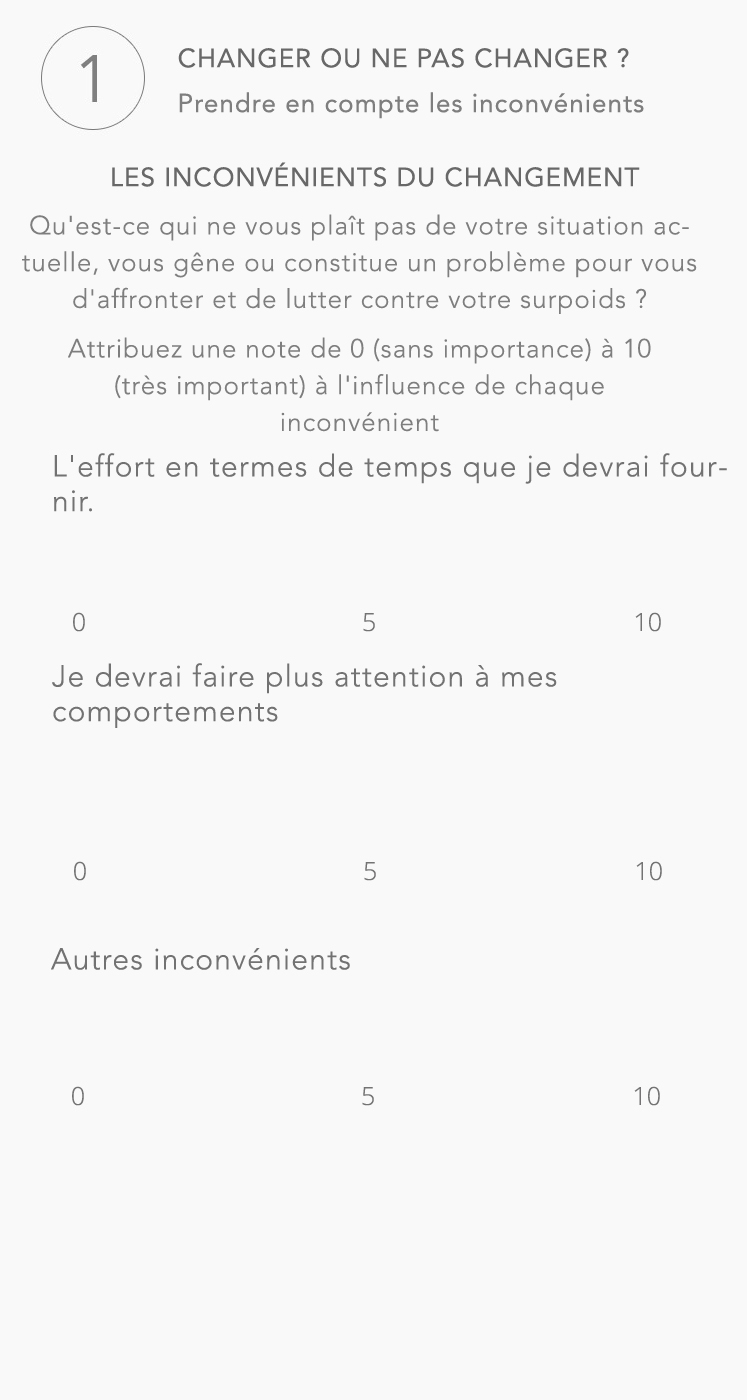 1
CHANGER OU NE PAS CHANGER ?
Prendre en compte les inconvénients
LES INCONVÉNIENTS DU CHANGEMENT
Qu'est-ce qui ne vous plaît pas de votre situation ac-
tuelle, vous gêne ou constitue un problème pour vous
d'affronter et de lutter contre votre surpoids ?
Attribuez une note de 0 (sans importance) à 10
(très important) à l'influence de chaque
inconvénient
L'effort en termes de temps que je devrai four-
nir.
0 5 10
Je devrai faire plus attention à mes
comportements
0 5 10
Autres inconvénients
0 5 10